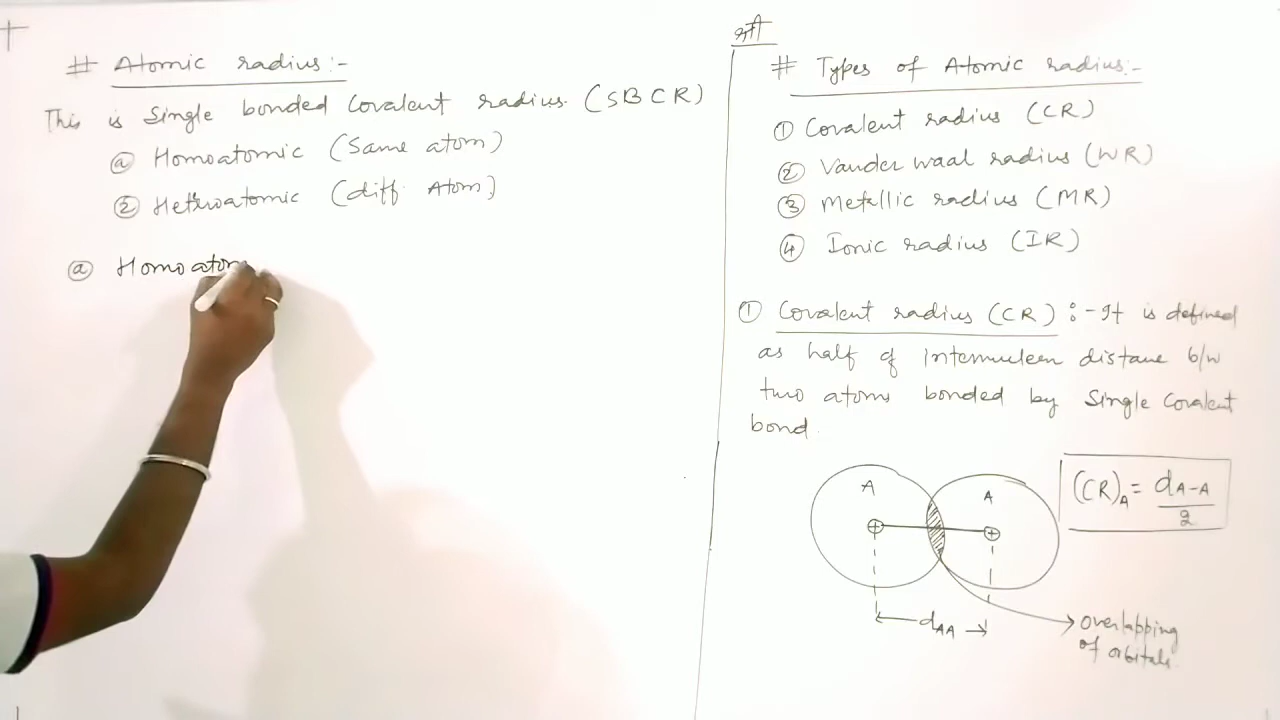 # Atomic radius:-
This is Single bonded Covalent radius. (SBCR)
ⓐ Homoatomic (Same atom)
② Hetroatomic (diff. Atom)
ⓐ Homoatom
# Types of Atomic radius:-
① Covalent radius (CR)
② Vander waal radius (WR)
③ Metallic radius (MR)
④ Ionic radius (IR)
① Covalent radius (CR) :- It is defined
as half of distane b/w
two atoms bonded by Single Covalent
bond.
A A
(CR)A = dA-A
2
+ +
dAA
overlapping
of orbitals.